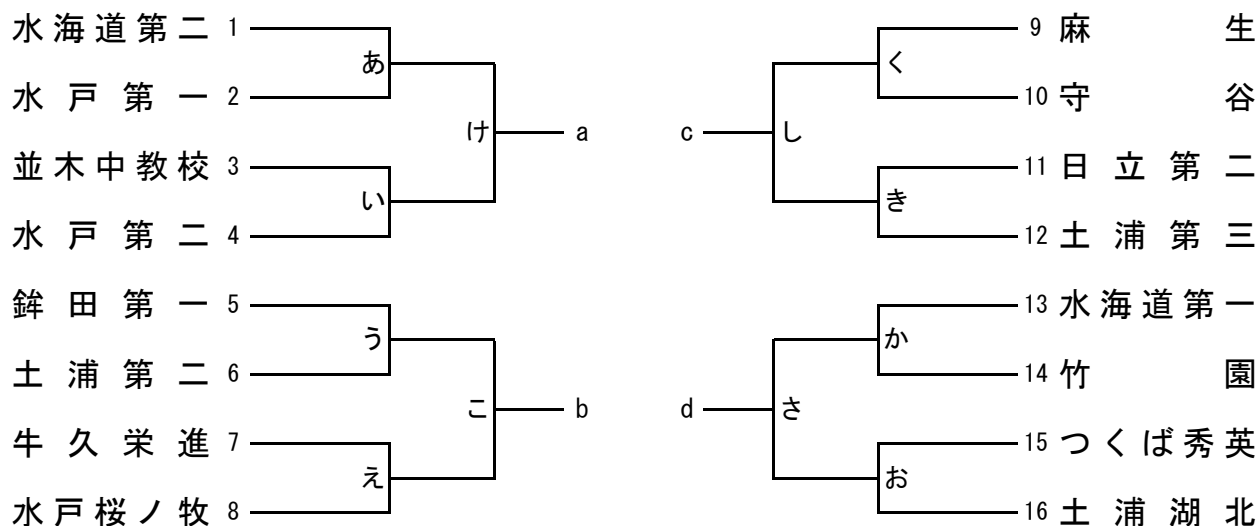 水海道第二 1
あ
水戸第一 2
け a
並木中教校 3
い
水戸第二 4
鉾田第一 5
う
土浦第二 6
こ b
牛久栄進 7
え
水戸桜ノ牧 8
9 麻生
く
10 守谷
c し
11 日立第二
き
12 土浦第三
13 水海道第一
か
14 竹園
d さ
15 つくば秀英
お
16 土浦湖北